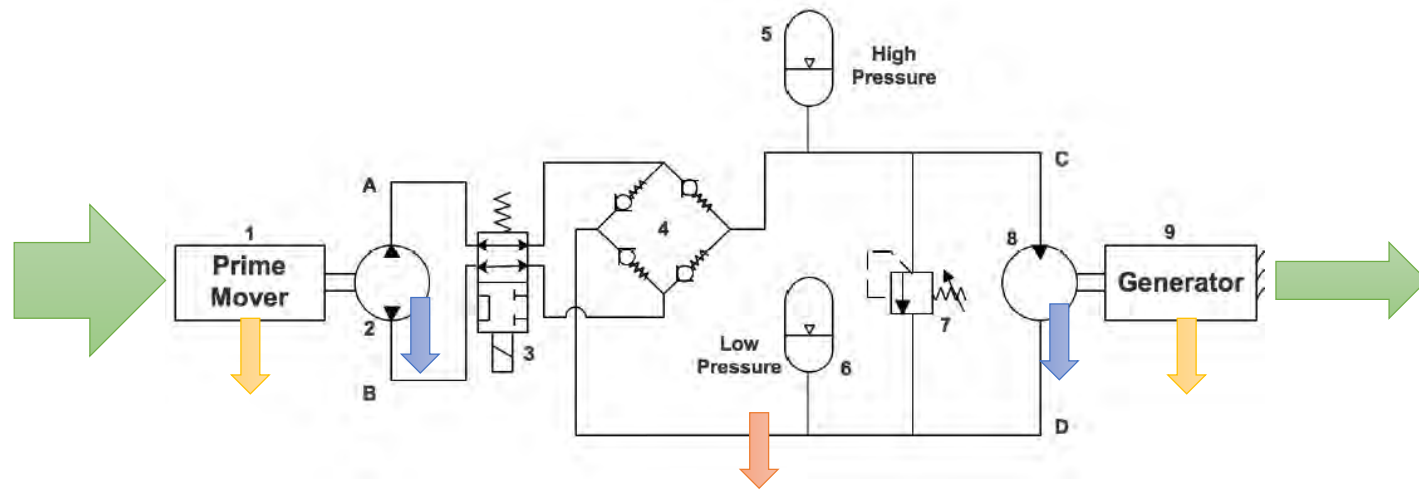 5
High
Pressure
A
C
1
4
8
9
Prime
Mover
Generator
2
3
7
Low
Pressure
6
B
D